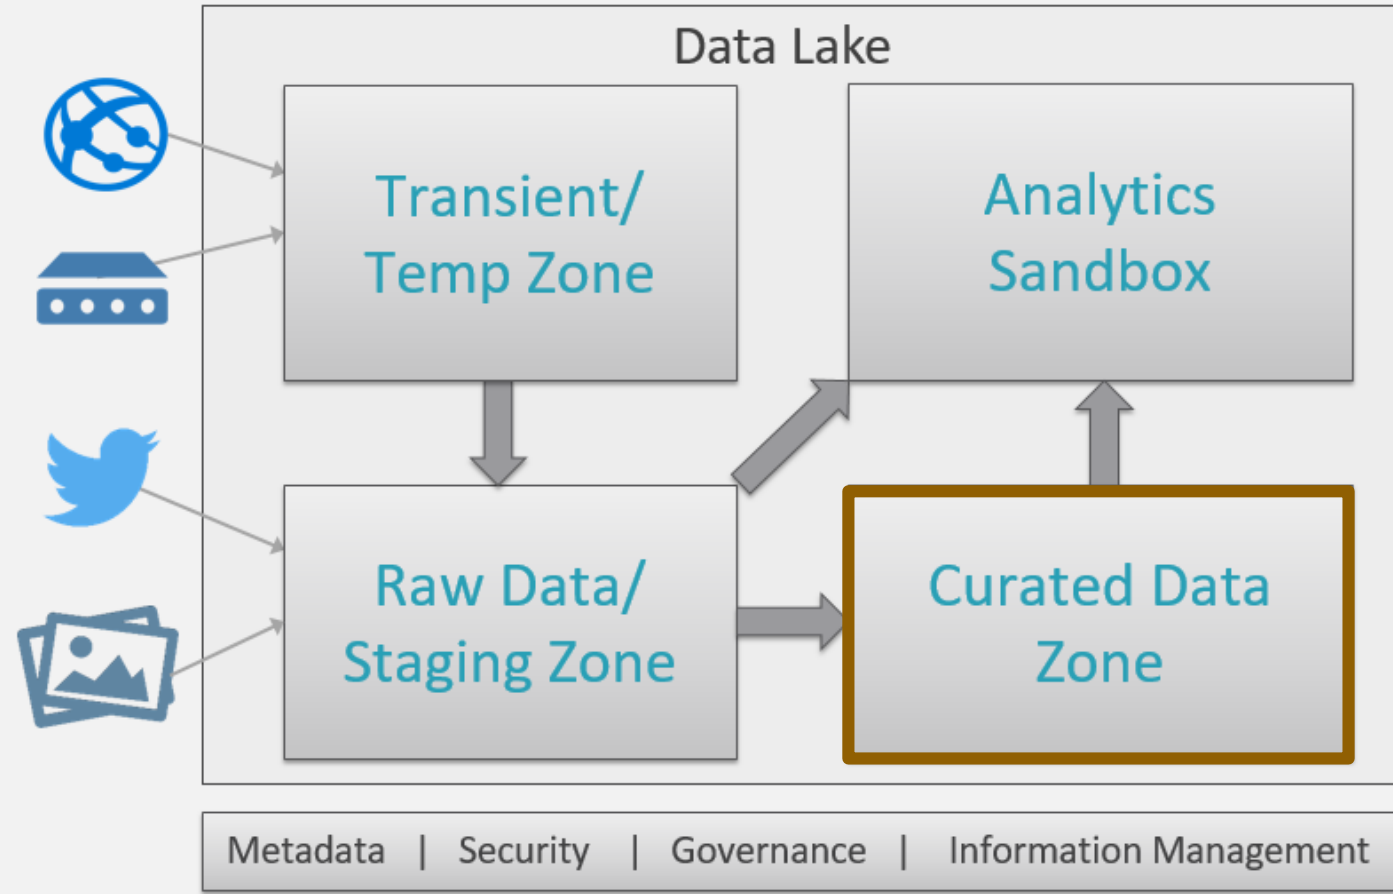 Data Lake
Transient/
Temp Zone
Analytics
Sandbox
Raw Data/
Staging Zone
Curated Data
Zone
Metadata | Security | Governance | Information Management